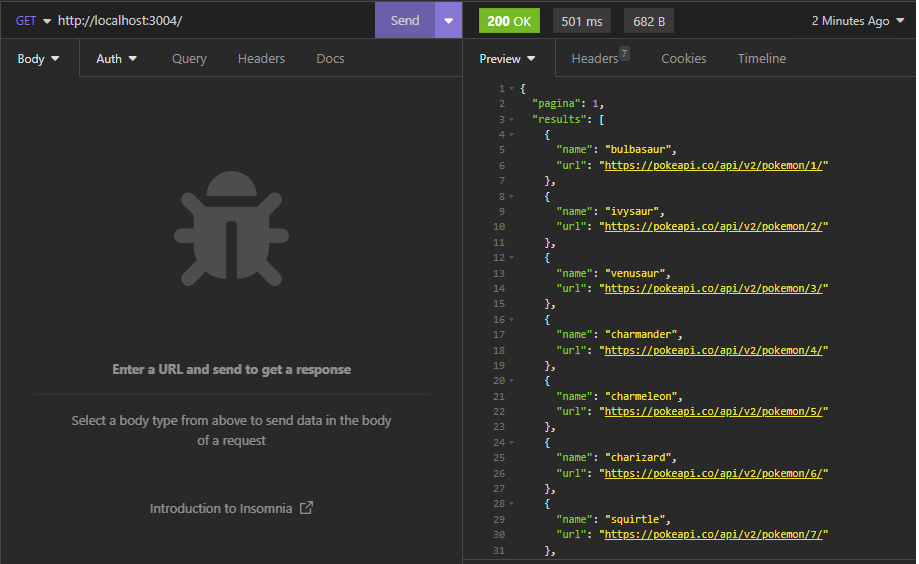 GET http://localhost:3004/ Send
200 OK 501 ms 682 B 2 Minutes Ago
Body Auth Query Headers Docs
Preview Headers 7 Cookies Timeline
Enter a URL and send to get a response
Select a body type from above to send data in the body
of a request
Introduction to Insomnia
1 {
2 "pagina": 1,
3 "results": [
4 {
5 "name": "bulbasaur",
6 "url": "https://pokeapi.co/api/v2/pokemon/1/"
7 },
8 {
9 "name": "ivysaur",
10 "url": "https://pokeapi.co/api/v2/pokemon/2/"
11 },
12 {
13 "name": "venusaur",
14 "url": "https://pokeapi.co/api/v2/pokemon/3/"
15 },
16 {
17 "name": "charmander",
18 "url": "https://pokeapi.co/api/v2/pokemon/4/"
19 },
20 {
21 "name": "charmeleon",
22 "url": "https://pokeapi.co/api/v2/pokemon/5/"
23 },
24 {
25 "name": "charizard",
26 "url": "https://pokeapi.co/api/v2/pokemon/6/"
27 },
28 {
29 "name": "squirtle",
30 "url": "https://pokeapi.co/api/v2/pokemon/7/"
31 },